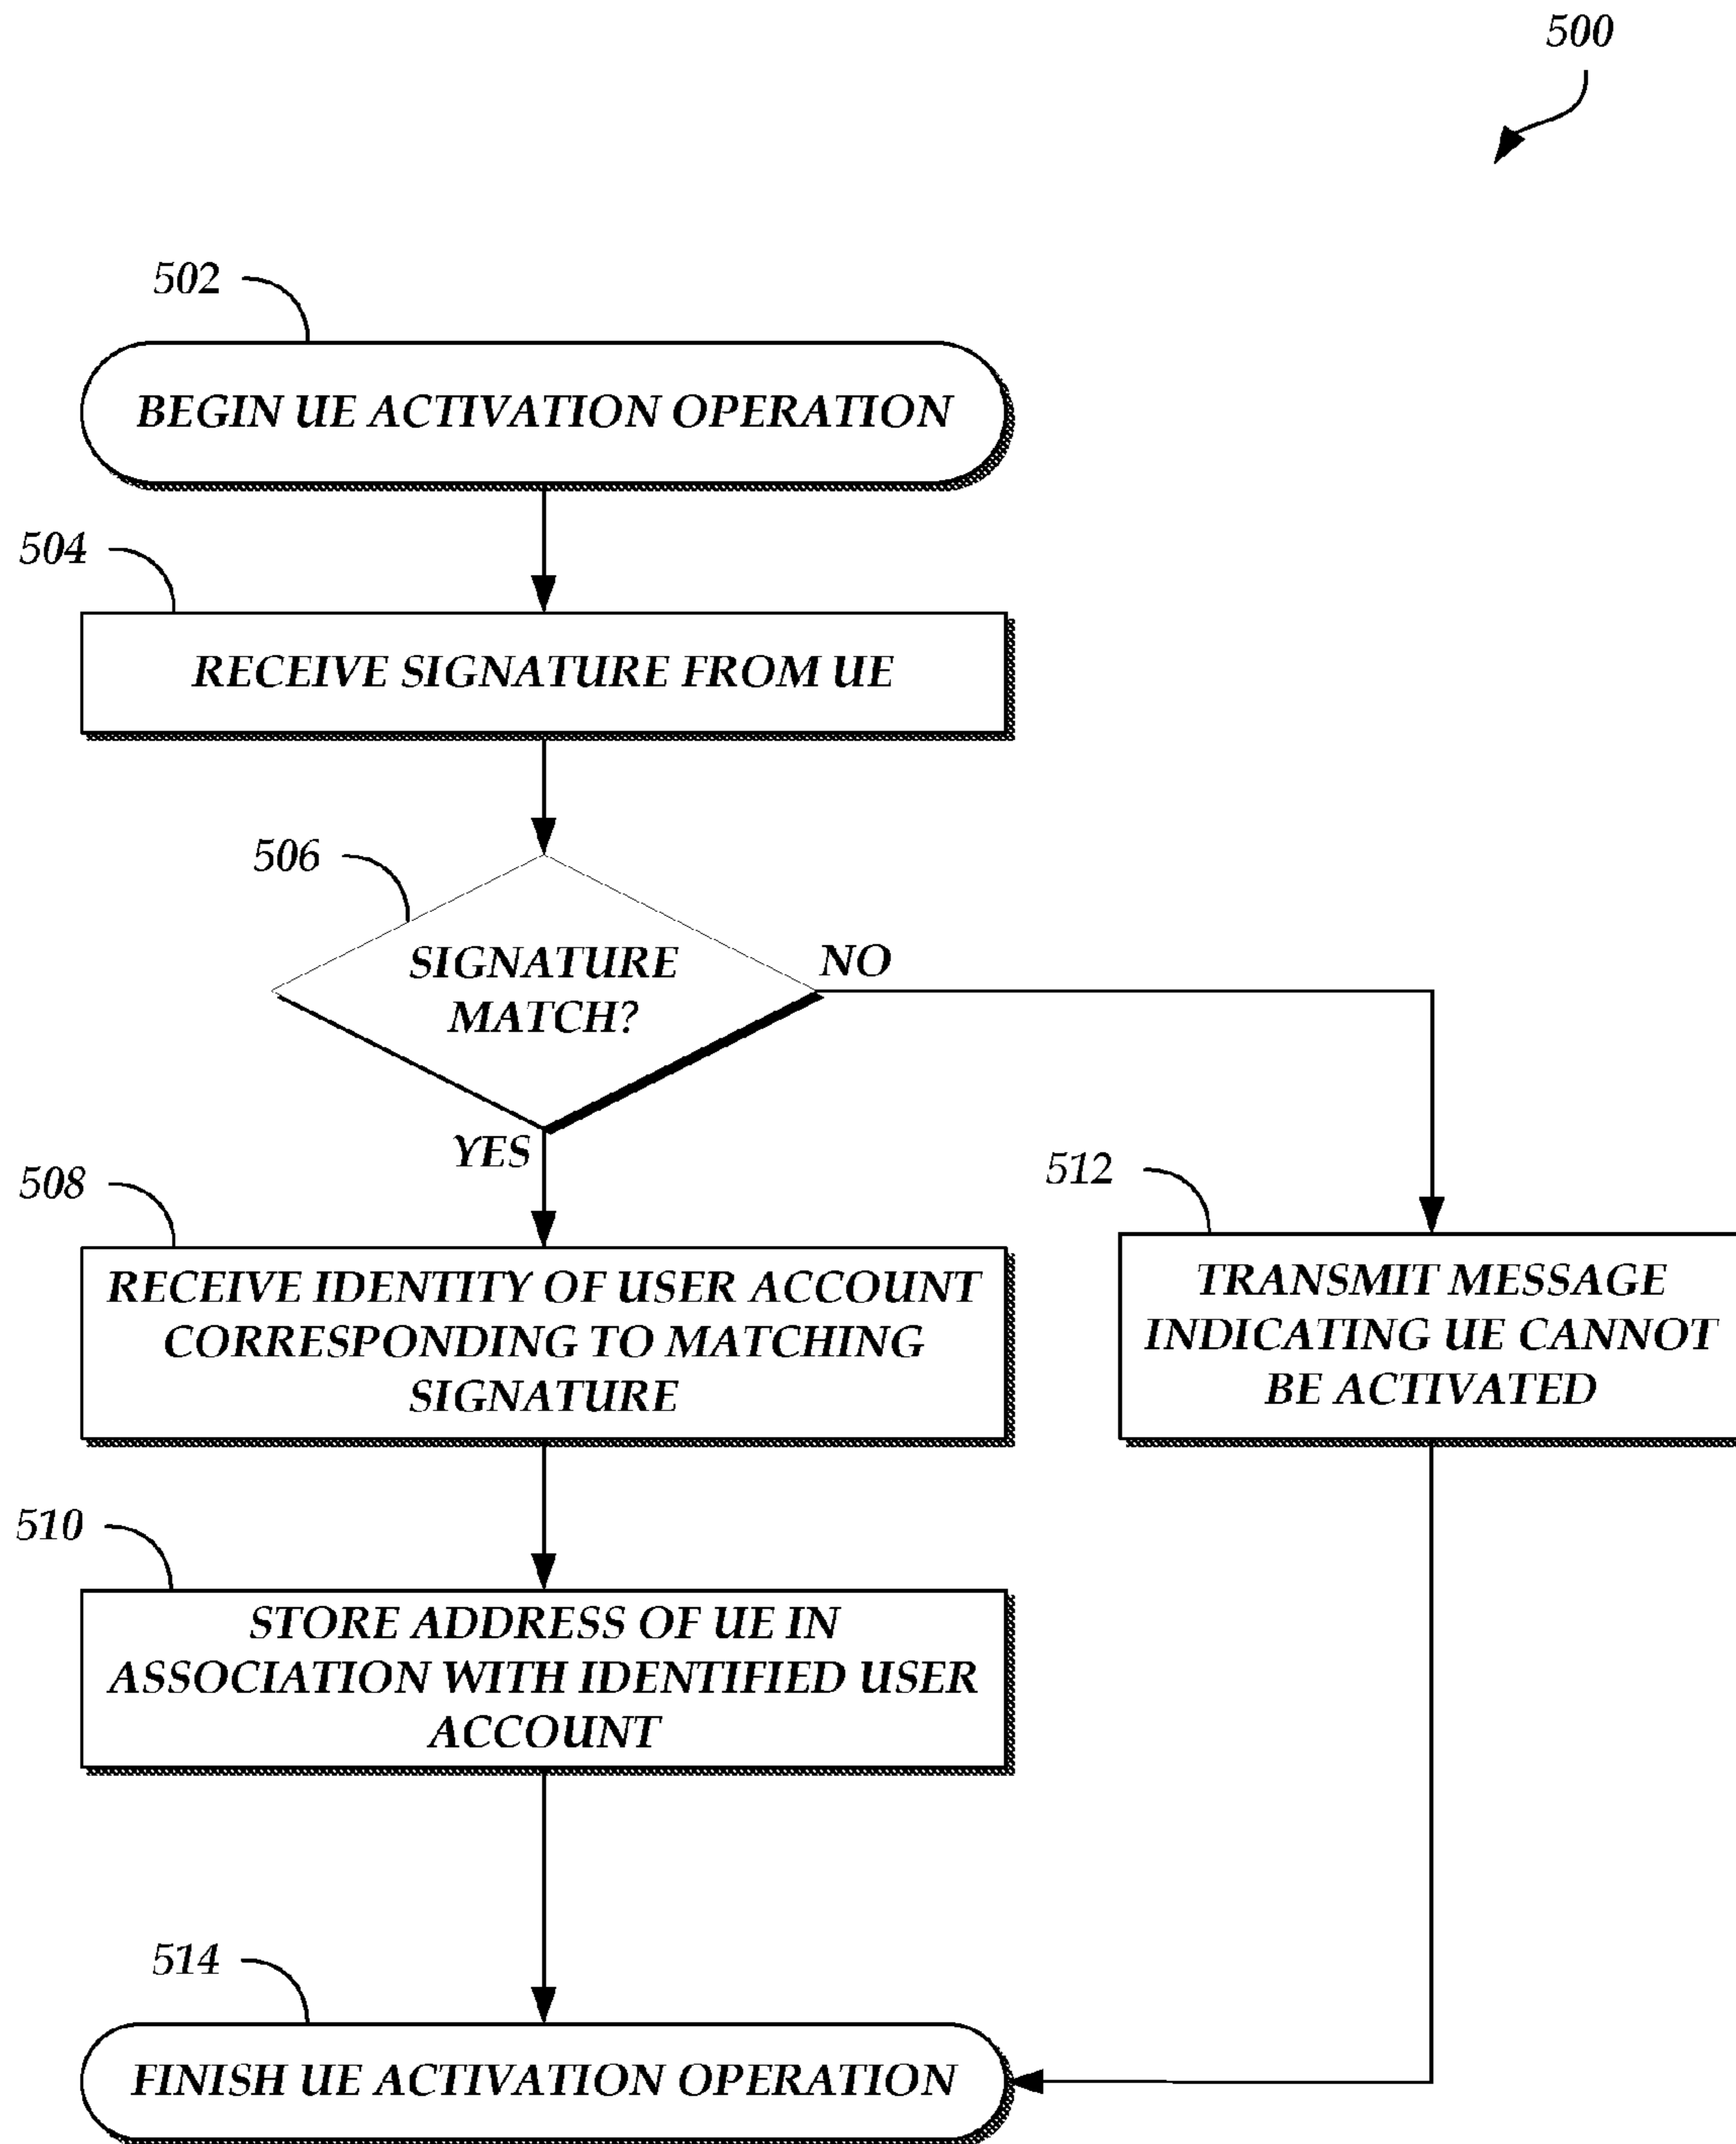 500
502
BEGIN UE ACTIVATION OPERATION
504
RECEIVE SIGNATURE FROM UE
506
SIGNATURE
MATCH?
NO
YES
508
RECEIVE IDENTITY OF USER ACCOUNT
CORRESPONDING TO MATCHING
SIGNATURE
512
TRANSMIT MESSAGE
INDICATING UE CANNOT
BE ACTIVATED
510
STORE ADDRESS OF UE IN
ASSOCIATION WITH IDENTIFIED USER
ACCOUNT
514
FINISH UE ACTIVATION OPERATION